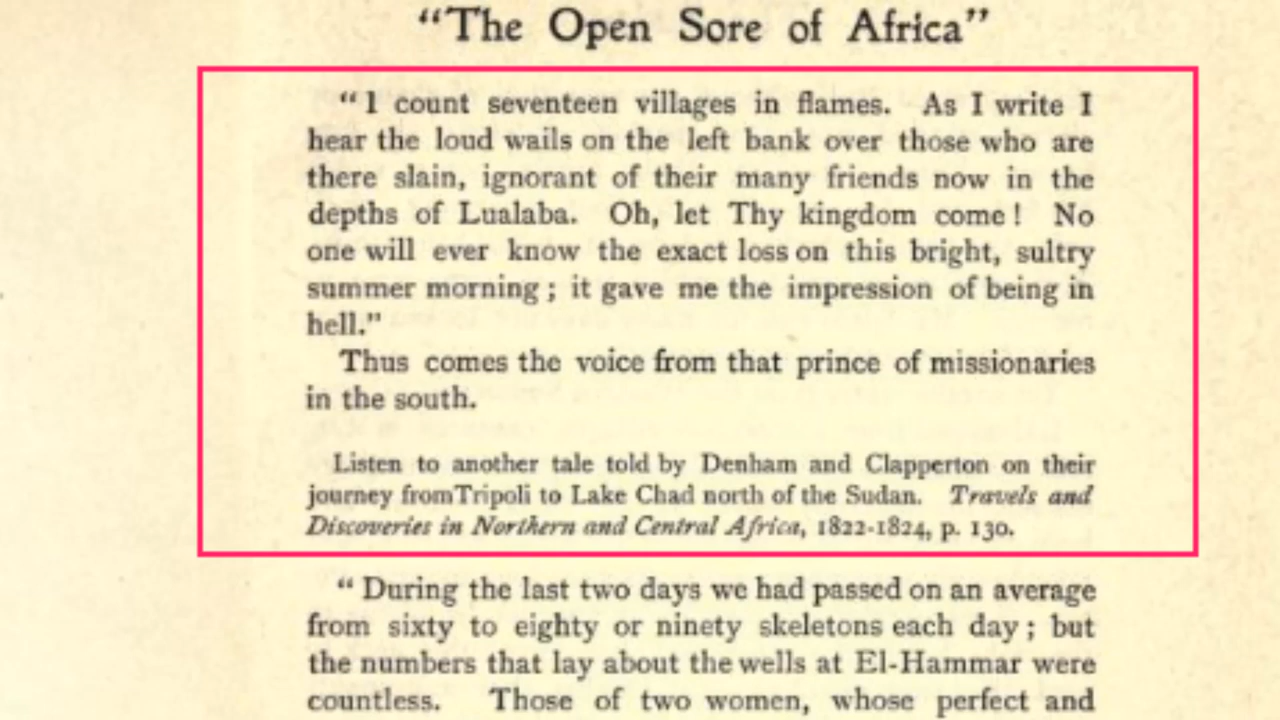 “The Open Sore of Africa”
“I count seventeen villages in flames. As I write I
hear the loud wails on the left bank over those who are
there slain, ignorant of their many friends now in the
depths of Lualaba. Oh, let Thy kingdom come! No
one will ever know the exact loss on this bright, sultry
summer morning; it gave me the impression of being in
hell.”
Thus comes the voice from that prince of missionaries
in the south.
Listen to another tale told by Denham and Clapperton on their
journey from Tripoli to Lake Chad north of the Sudan. Travels and
Discoveries in Northern and Central Africa, 1822-1824, p. 130.
“During the last two days we had passed on an average
from sixty to eighty or ninety skeletons each day; but
the numbers that lay about the wells at El-Hammar were
countless. Those of two women, whose perfect and